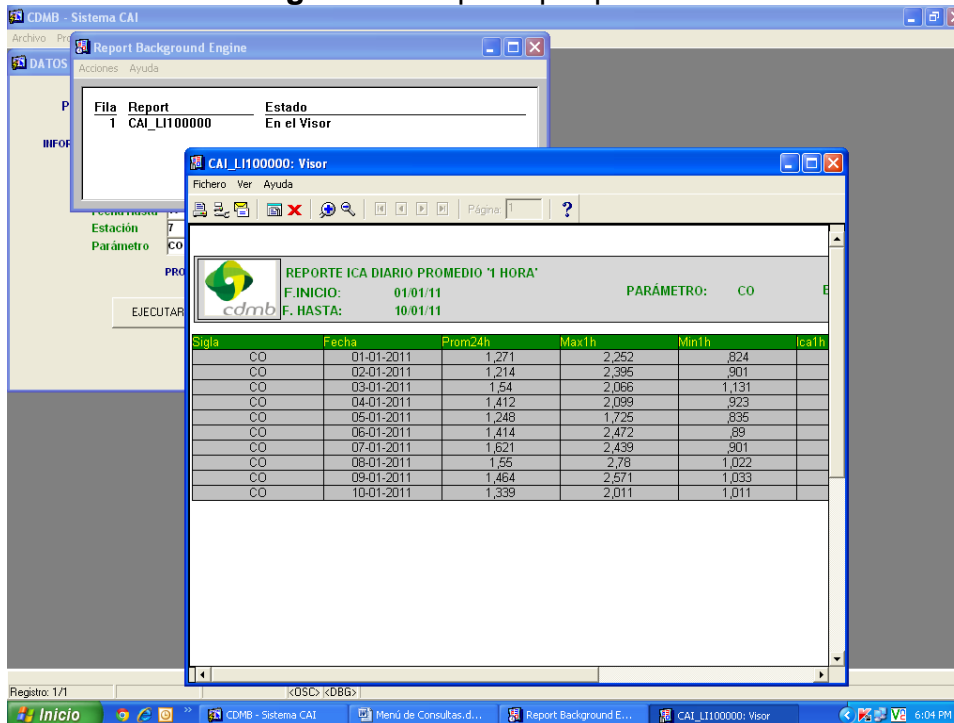 CDMB - Sistema CAI
Archivo
Report Background Engine
DATOS
Acciones Ayuda
Fila Report Estado
1 CAI_LI100000 En el Visor
CAI_LI100000: Visor
Fichero Ver Ayuda
Página: 1
Estación 7
Parámetro CO
EJECUTAR
cdmb
REPORTE ICA DIARIO PROMEDIO '1 HORA'
F.INICIO: 01/01/11 PARÁMETRO: CO
F. HASTA: 10/01/11
Sigla Fecha Prom24h Max1h Min1h Ica1h
CO 01-01-2011 1,271 2,252 ,824
CO 02-01-2011 1,214 2,395 ,901
CO 03-01-2011 1,54 2,066 1,131
CO 04-01-2011 1,412 2,099 ,923
CO 05-01-2011 1,248 1,725 ,835
CO 06-01-2011 1,414 2,472 ,89
CO 07-01-2011 1,621 2,439 ,901
CO 08-01-2011 1,55 2,78 1,022
CO 09-01-2011 1,464 2,571 1,033
CO 10-01-2011 1,339 2,011 1,011
Registro: 1/1 <OSC> <DBG>
Inicio CDMB - Sistema CAI Menú de Consultas.d... Report Background E... CAI_LI100000: Visor 6:04 PM